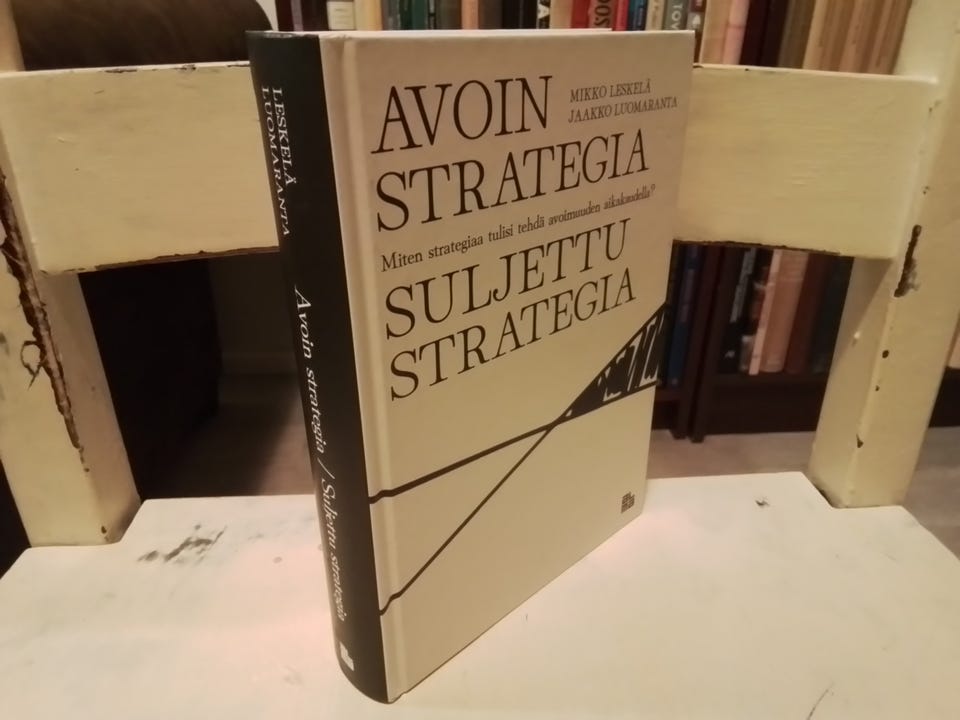 AVOIN
MIKKO LESKELÄ
JAAKKO LUOMARANTA
STRATEGIA
Miten strategiaa tulisi tehdä avoimuuden aikakaudella?
SULJETTU
STRATEGIA
LESKELÄ
LUOMARANTA
Avoin strategia / Suljettu strategia